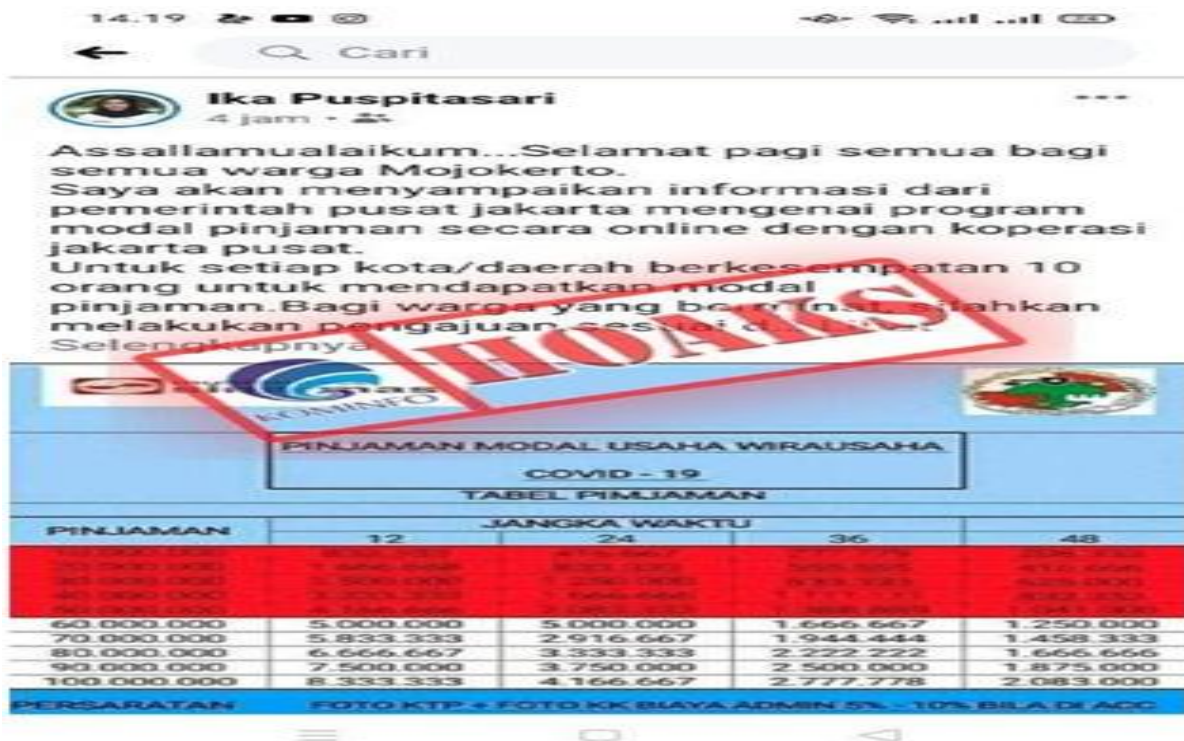 14.19
Cari
Ika Puspitasari
4 jam
Assallamualaikum...Selamat pagi semua bagi
semua warga Mojokerto.
Saya akan menyampaikan informasi dari
pemerintah pusat jakarta mengenai program
modal pinjaman secara online dengan koperasi
jakarta pusat.
Untuk setiap kota/daerah berkesempatan 10
orang untuk mendapatkan modal
pinjaman.Bagi warga yang silahkan
melakukan pengajuan sesuai
Selengkapnya
HOAKS
KOMINFO
PINJAMAN MODAL USAHA WIRAUSAHA
COVID - 19
TABEL PIMJAMAN
PINJAMAN JANGKA WAKTU
12 24 36 48
60.000.000 5.000.000 5.000.000 1.666.667 1.250.000
70.000.000 5.833.333 2.916.667 1.944.444 1.458.333
80.000.000 6.666.667 3.333.333 2.222.222 1.666.666
90.000.000 7.500.000 3.750.000 2.500.000 1.875.000
100.000.000 8.333.333 4.166.667 2.777.778 2.083.000
PERSARATAN FOTO KTP + FOTO KK BIAYA ADMIN 5% - 10% BILA DI ACC